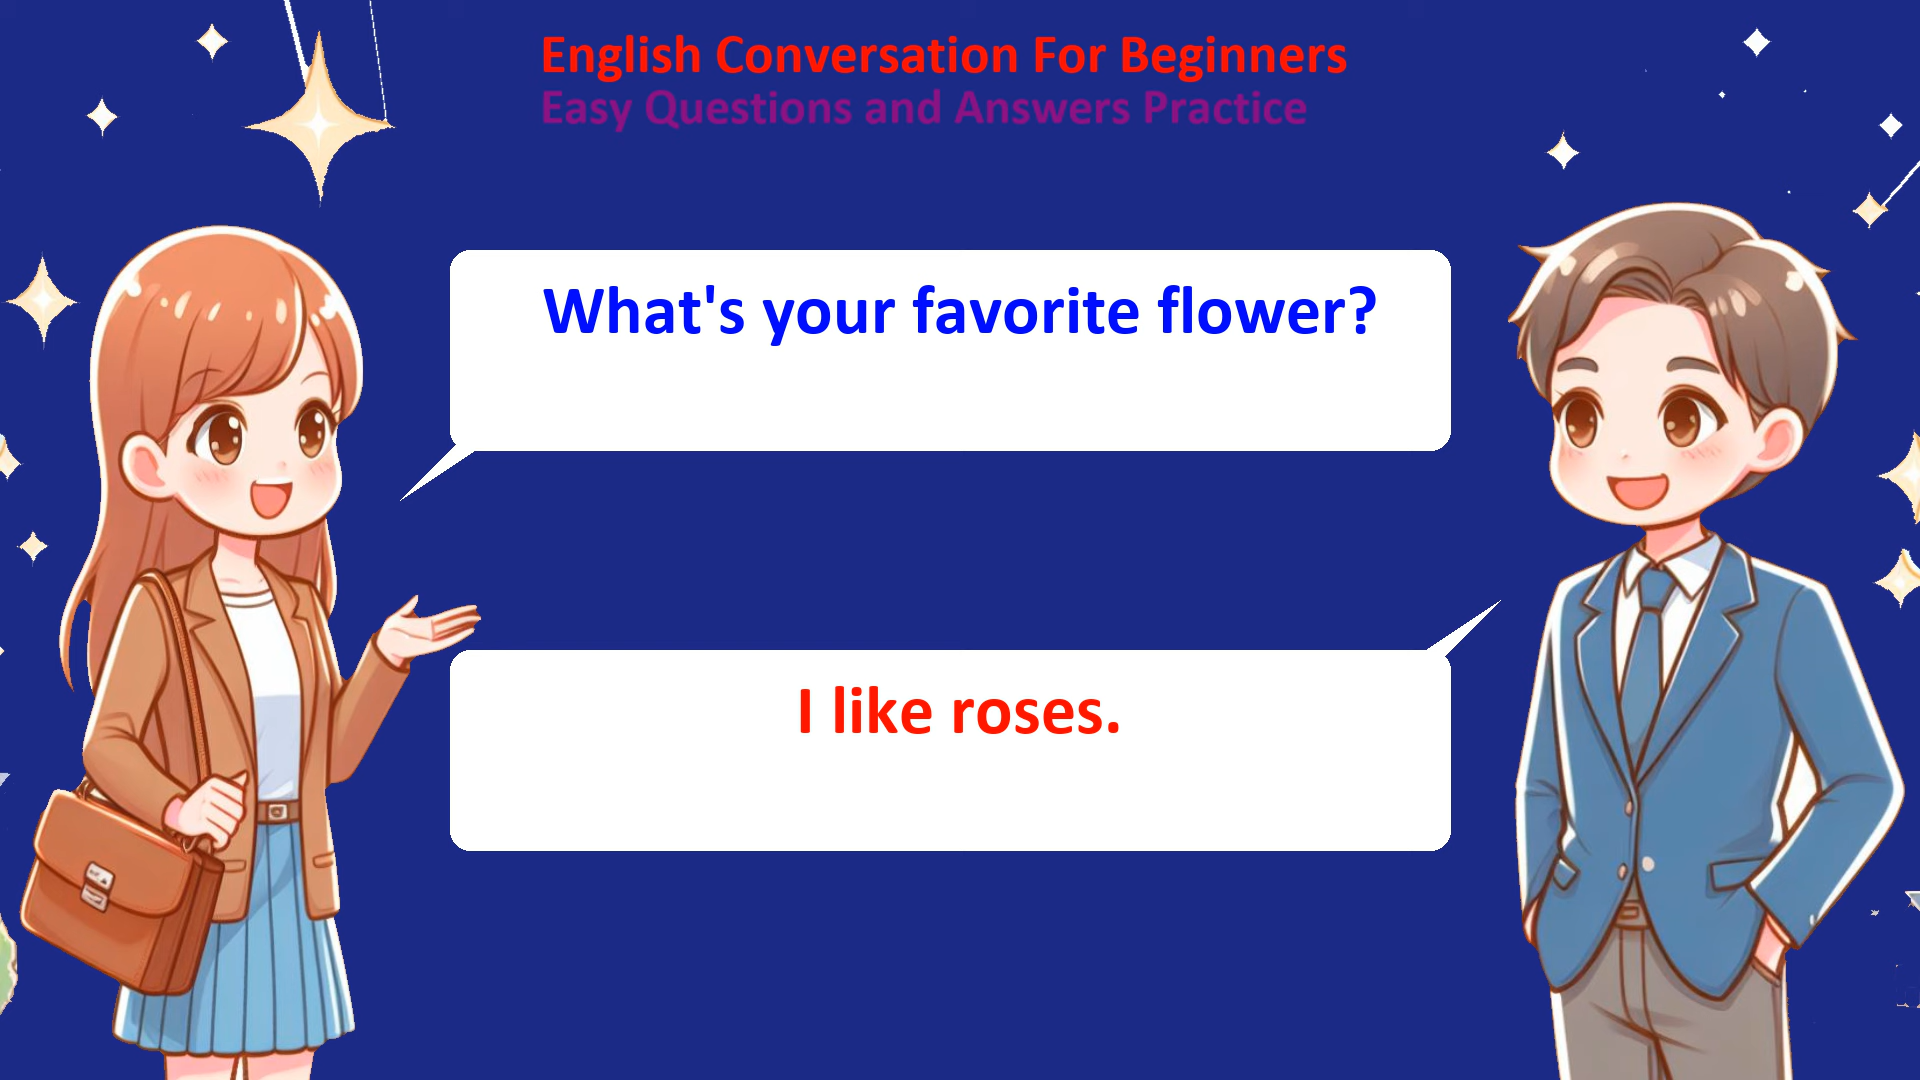 English Conversation For Beginners
Easy Questions and Answers Practice
What's your favorite flower?
I like roses.